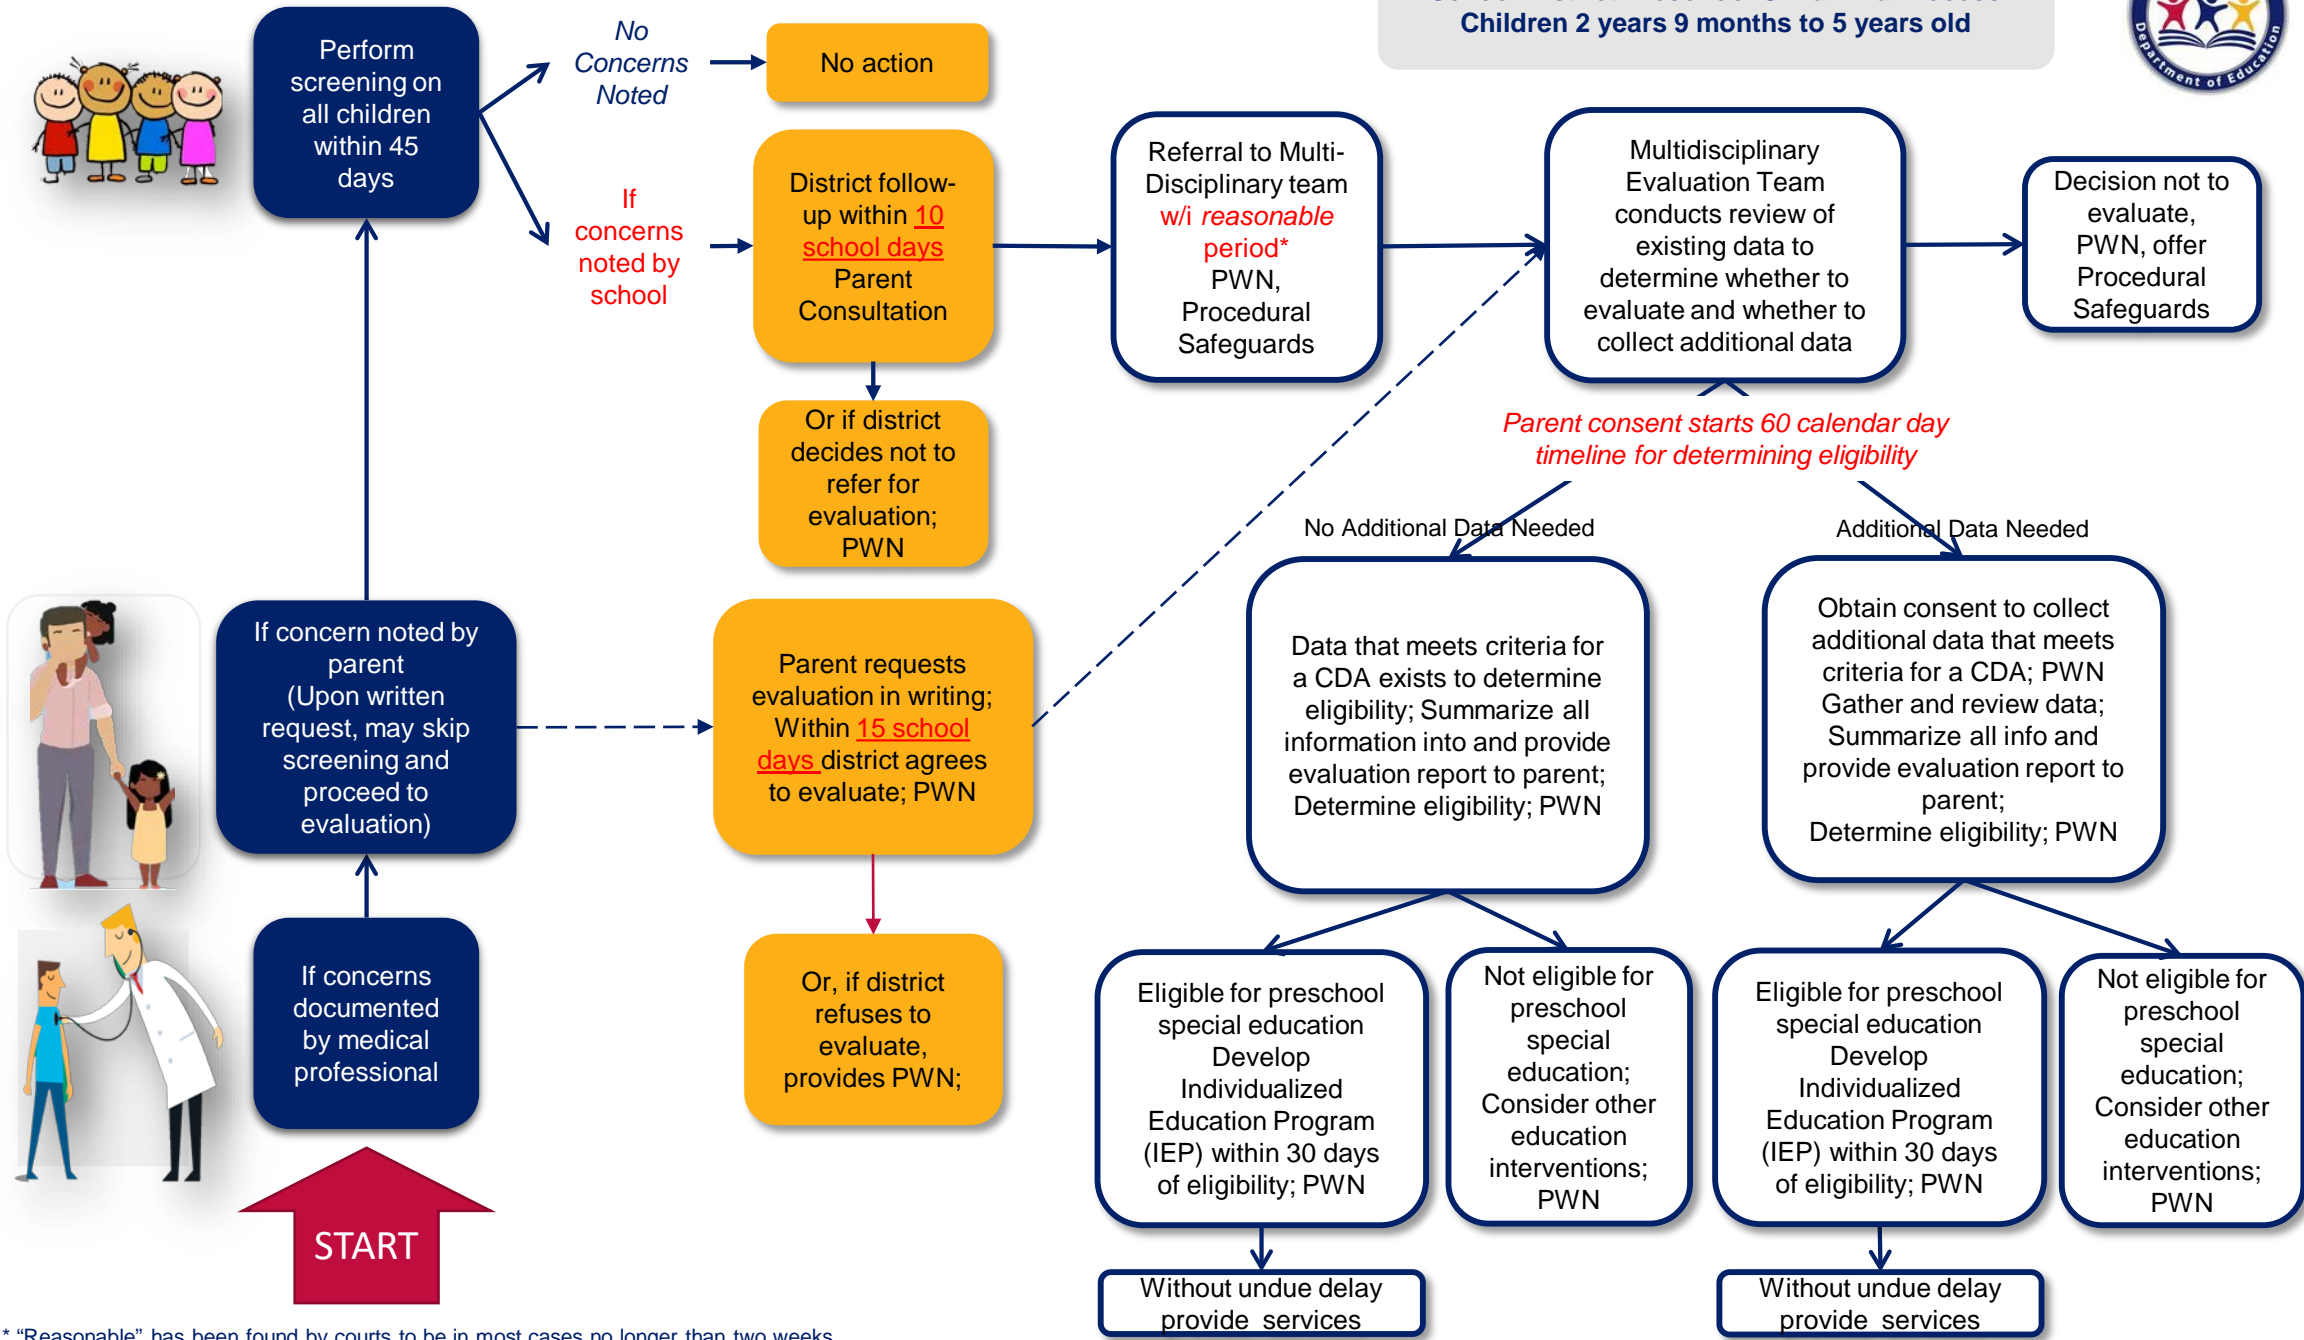 Children 2 years 9 months to 5 years old
Department of Education
Perform
screening on
all children
within 45
days
No
Concerns
Noted
No action
If
concerns
noted by
school
District follow-
up within 10
school days
Parent
Consultation
Or if district
decides not to
refer for
evaluation;
PWN
Referral to Multi-
Disciplinary team
w/i reasonable
period*
PWN,
Procedural
Safeguards
Multidisciplinary
Evaluation Team
conducts review of
existing data to
determine whether to
evaluate and whether to
collect additional data
Decision not to
evaluate,
PWN, offer
Procedural
Safeguards
Parent consent starts 60 calendar day
timeline for determining eligibility
No Additional Data Needed
Additional Data Needed
If concern noted by
parent
(Upon written
request, may skip
screening and
proceed to
evaluation)
Parent requests
evaluation in writing;
Within 15 school
days district agrees
to evaluate; PWN
Or, if district
refuses to
evaluate,
provides PWN;
Data that meets criteria for
a CDA exists to determine
eligibility; Summarize all
information into and provide
evaluation report to parent;
Determine eligibility; PWN
Obtain consent to collect
additional data that meets
criteria for a CDA; PWN
Gather and review data;
Summarize all info and
provide evaluation report to
parent;
Determine eligibility; PWN
If concerns
documented
by medical
professional
START
Eligible for preschool
special education
Develop
Individualized
Education Program
(IEP) within 30 days
of eligibility; PWN
Not eligible for
preschool
special
education;
Consider other
education
interventions;
PWN
Eligible for preschool
special education
Develop
Individualized
Education Program
(IEP) within 30 days
of eligibility; PWN
Not eligible for
preschool
special
education;
Consider other
education
interventions;
PWN
Without undue delay
provide services
Without undue delay
provide services
* “Reasonable” has been found by courts to be in most cases no longer than two weeks